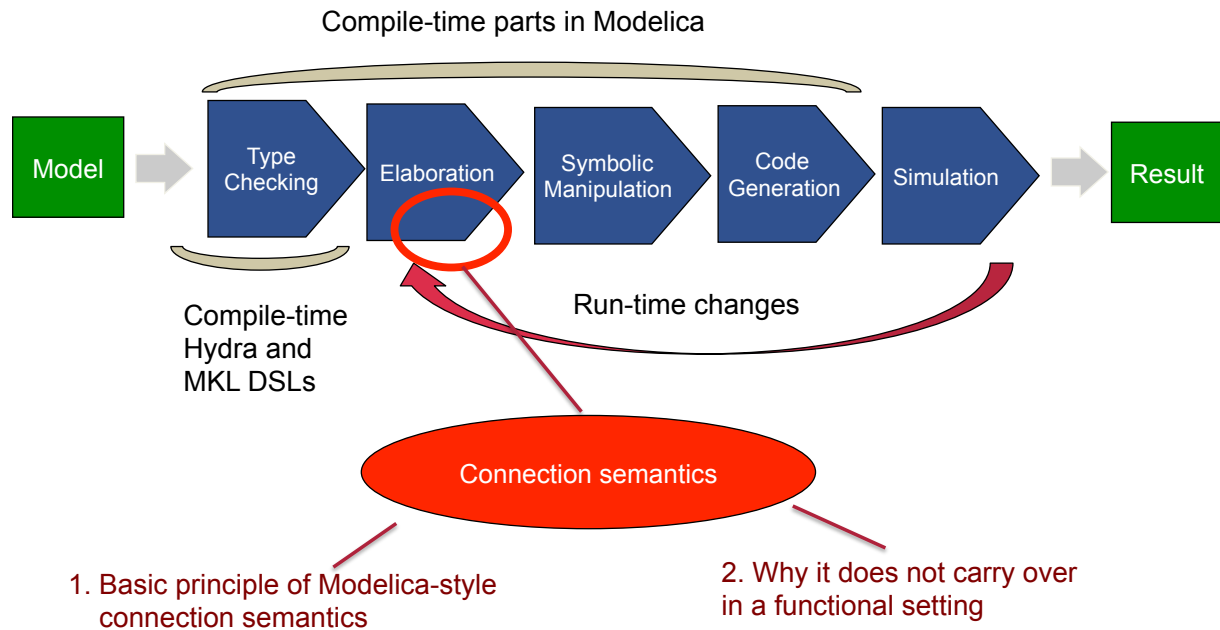 Compile-time parts in Modelica
Model
Type
Checking
Elaboration
Symbolic
Manipulation
Code
Generation
Simulation
Result
Compile-time
Hydra and
MKL DSLs
Run-time changes
Connection semantics
1. Basic principle of Modelica-style
connection semantics
2. Why it does not carry over
in a functional setting